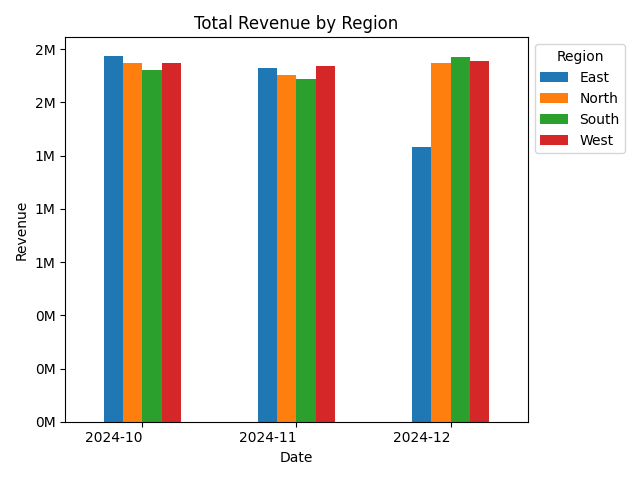 Total Revenue by Region
2M
2M
1M
1M
1M
0M
0M
0M
Revenue
2024-10
2024-11
2024-12
Date
Region
East
North
South
West